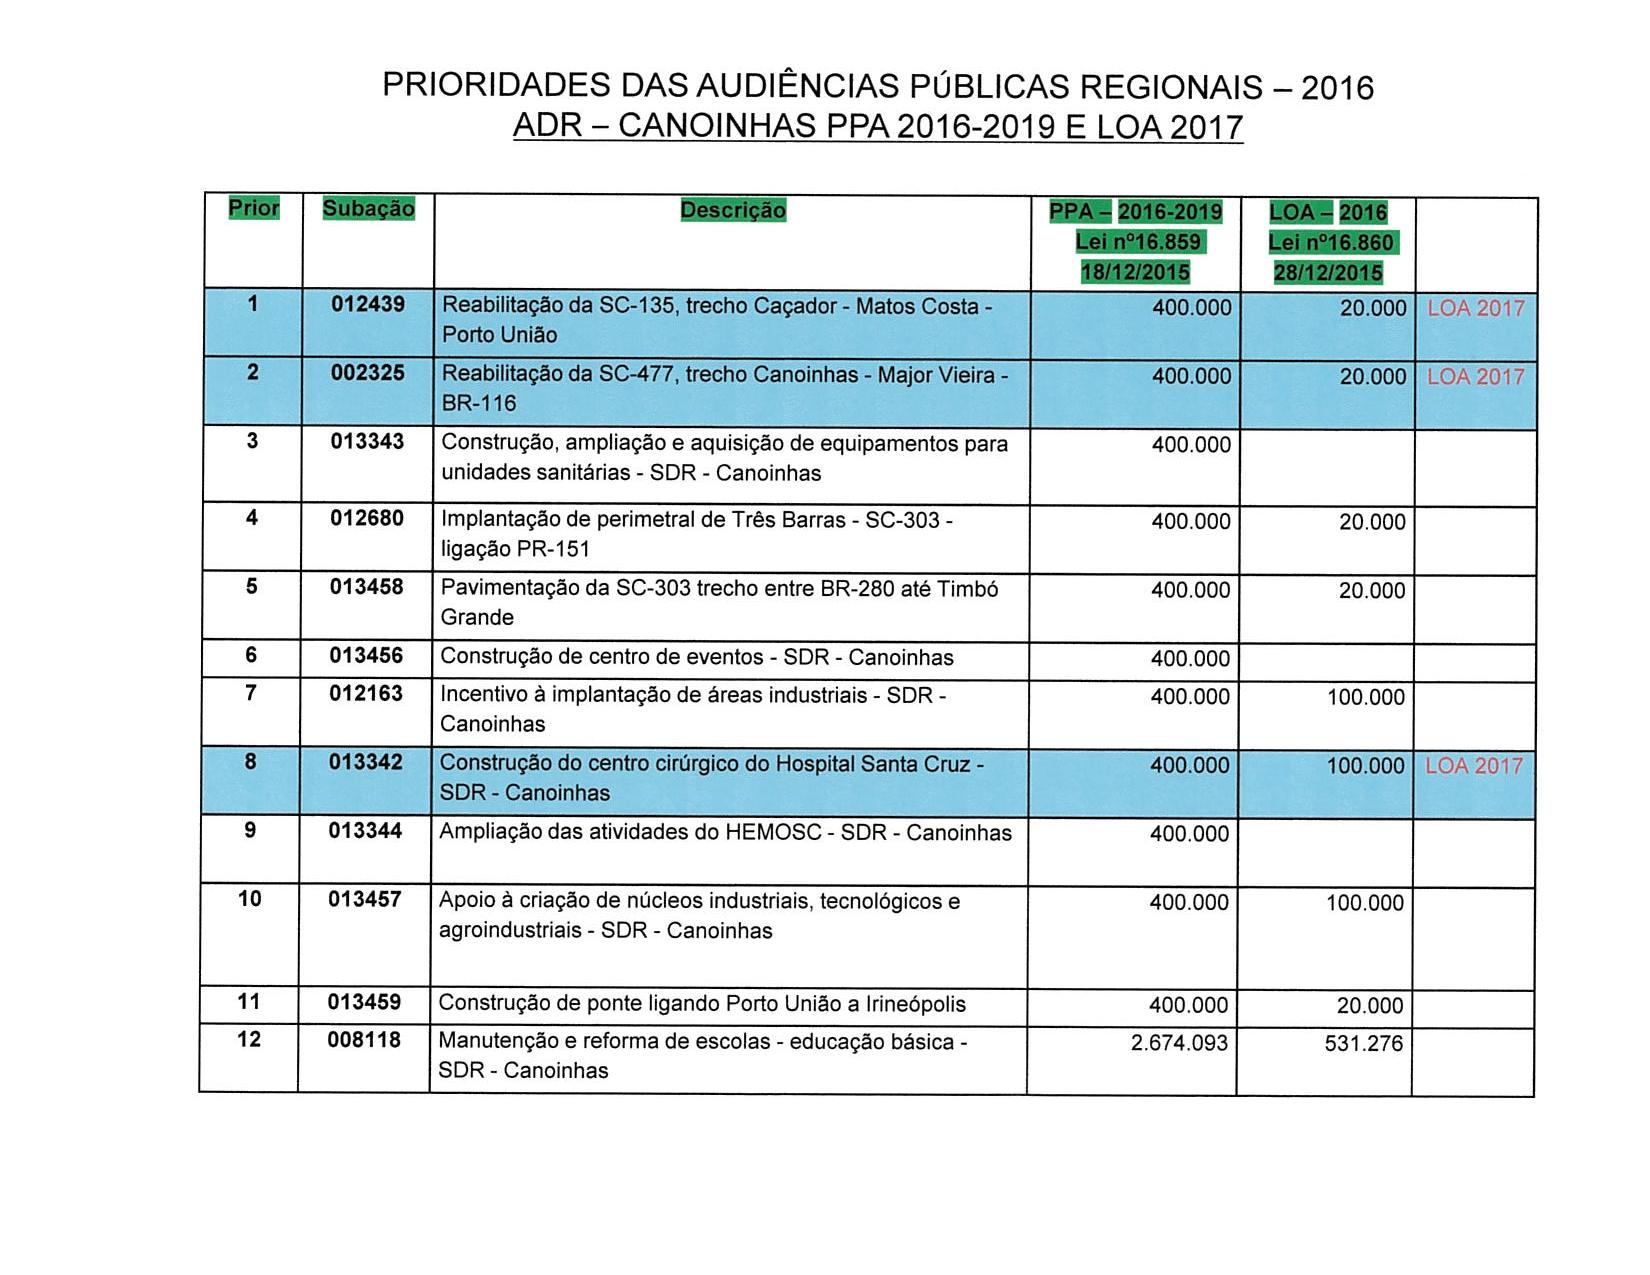 PRIORIDADES DAS AUDIÊNCIAS PÚBLICAS REGIONAIS – 2016
ADR – CANOINHAS PPA 2016-2019 E LOA 2017
Prior Subação Descrição PPA – 2016-2019 LOA – 2016
Lei nº16.859 Lei nº16.860
18/12/2015 28/12/2015
1 012439 Reabilitação da SC-135, trecho Caçador - Matos Costa - 400.000 20.000 LOA 2017
Porto União
2 002325 Reabilitação da SC-477, trecho Canoinhas - Major Vieira - 400.000 20.000 LOA 2017
BR-116
3 013343 Construção, ampliação e aquisição de equipamentos para 400.000
unidades sanitárias - SDR - Canoinhas
4 012680 Implantação de perimetral de Três Barras - SC-303 - 400.000 20.000
ligação PR-151
5 013458 Pavimentação da SC-303 trecho entre BR-280 até Timbó 400.000 20.000
Grande
6 013456 Construção de centro de eventos - SDR - Canoinhas 400.000
7 012163 Incentivo à implantação de áreas industriais - SDR - 400.000 100.000
Canoinhas
8 013342 Construção do centro cirúrgico do Hospital Santa Cruz - 400.000 100.000 LOA 2017
SDR - Canoinhas
9 013344 Ampliação das atividades do HEMOSC - SDR - Canoinhas 400.000
10 013457 Apoio à criação de núcleos industriais, tecnológicos e 400.000 100.000
agroindustriais - SDR - Canoinhas
11 013459 Construção de ponte ligando Porto União a Irineópolis 400.000 20.000
12 008118 Manutenção e reforma de escolas - educação básica - 2.674.093 531.276
SDR - Canoinhas